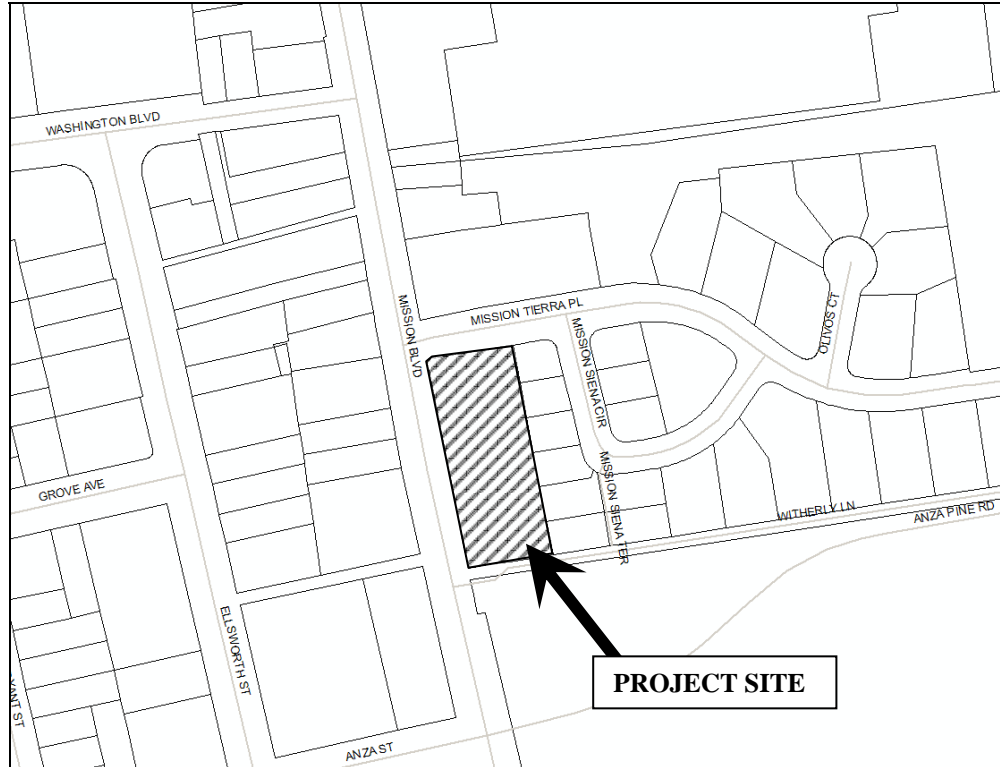 WASHINGTON BLVD
MISSION BLVD
MISSION TIERRA PL
MISSION SIENA CIR
OLIVOS CT
MISSION SIENA TER
GROVE AVE
WITHERLY LN
ANZA PINE RD
ELLSWORTH ST
PROJECT SITE
ANZA ST